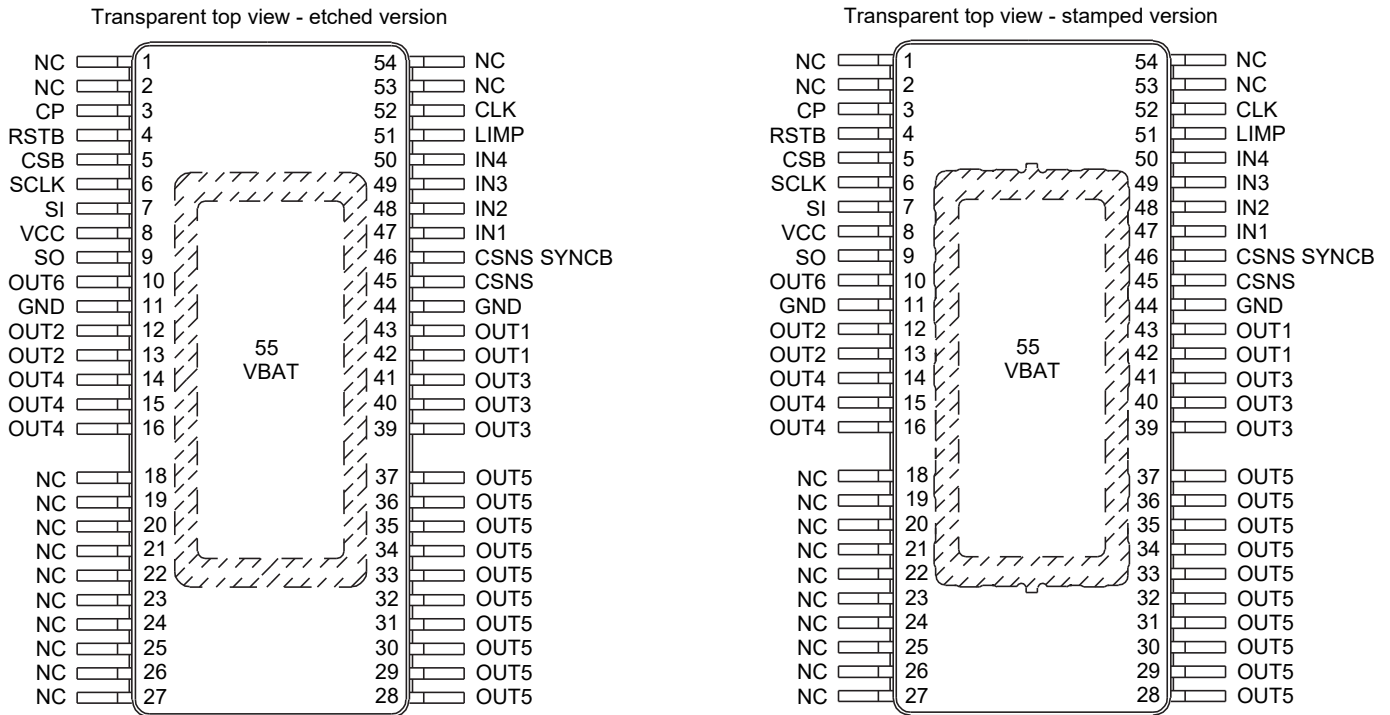 Transparent top view - etched version
NC 1 54 NC
NC 2 53 NC
CP 3 52 CLK
RSTB 4 51 LIMP
CSB 5 50 IN4
SCLK 6 49 IN3
SI 7 48 IN2
VCC 8 47 IN1
SO 9 46 CSNS SYNCB
OUT6 10 45 CSNS
GND 11 44 GND
OUT2 12 43 OUT1
OUT2 13 42 OUT1
OUT4 14 41 OUT3
OUT4 15 40 OUT3
OUT4 16 39 OUT3
NC 18 37 OUT5
NC 19 36 OUT5
NC 20 35 OUT5
NC 21 34 OUT5
NC 22 33 OUT5
NC 23 32 OUT5
NC 24 31 OUT5
NC 25 30 OUT5
NC 26 29 OUT5
NC 27 28 OUT5
55
VBAT
Transparent top view - stamped version
NC 1 54 NC
NC 2 53 NC
CP 3 52 CLK
RSTB 4 51 LIMP
CSB 5 50 IN4
SCLK 6 49 IN3
SI 7 48 IN2
VCC 8 47 IN1
SO 9 46 CSNS SYNCB
OUT6 10 45 CSNS
GND 11 44 GND
OUT2 12 43 OUT1
OUT2 13 42 OUT1
OUT4 14 41 OUT3
OUT4 15 40 OUT3
OUT4 16 39 OUT3
NC 18 37 OUT5
NC 19 36 OUT5
NC 20 35 OUT5
NC 21 34 OUT5
NC 22 33 OUT5
NC 23 32 OUT5
NC 24 31 OUT5
NC 25 30 OUT5
NC 26 29 OUT5
NC 27 28 OUT5
55
VBAT